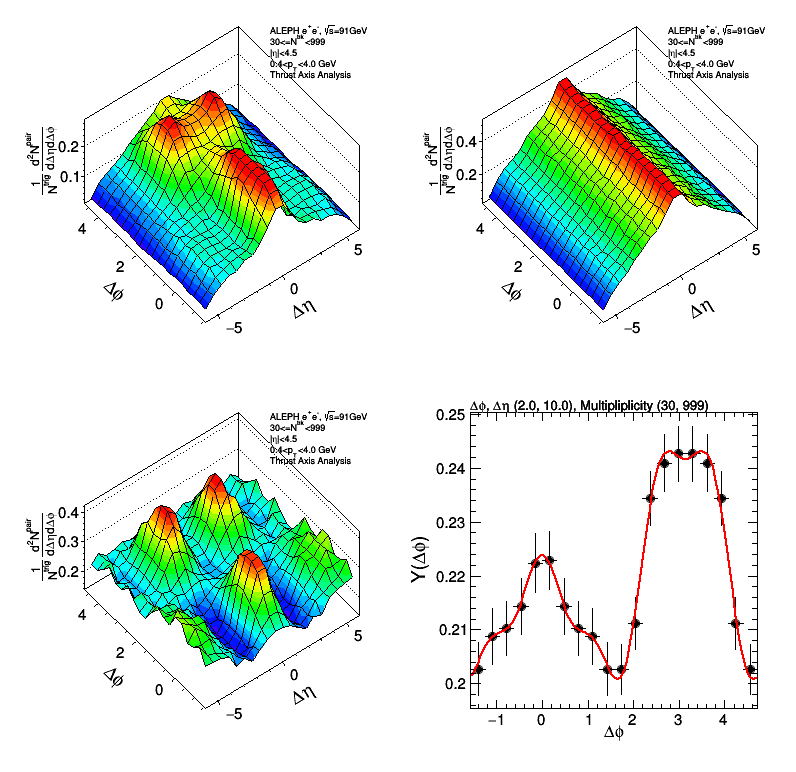 ALEPH e⁺e⁻, √s=91GeV
30<=N^trk<999
|η|<4.5
0.4<p_T<4.0 GeV
Thrust Axis Analysis
1/N^trig d²N^pair/dΔηdΔφ
0.2
0.1
4
2
0
Δφ
−5
0
5
Δη
ALEPH e⁺e⁻, √s=91GeV
30<=N^trk<999
|η|<4.5
0.4<p_T<4.0 GeV
Thrust Axis Analysis
1/N^trig d²N^pair/dΔηdΔφ
0.4
0.2
4
2
0
Δφ
−5
0
5
Δη
ALEPH e⁺e⁻, √s=91GeV
30<=N^trk<999
|η|<4.5
0.4<p_T<4.0 GeV
Thrust Axis Analysis
1/N^trig d²N^pair/dΔηdΔφ
0.4
0.3
0.2
4
2
0
Δφ
−5
0
5
Δη
Δφ, Δη (2.0, 10.0), Multipliplicity (30, 999)
Y(Δφ)
0.25
0.24
0.23
0.22
0.21
0.2
−1 0 1 2 3 4
Δφ